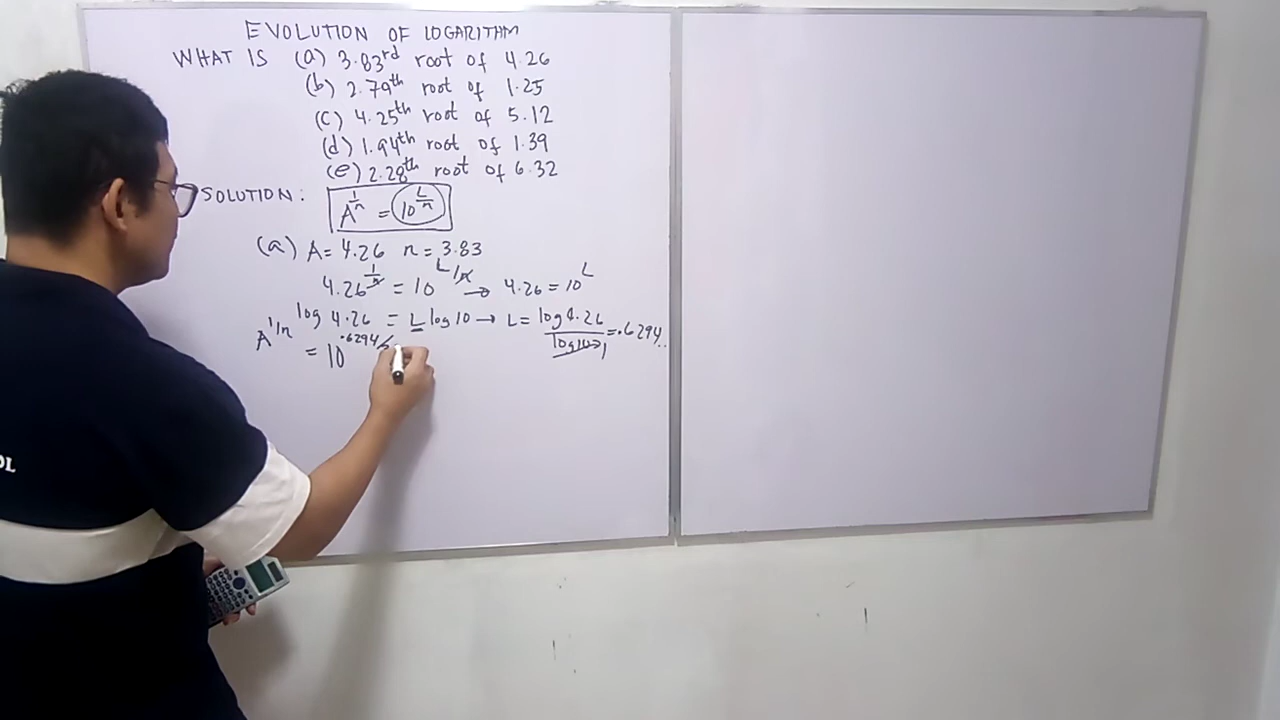 EVOLUTION OF LOGARITHM
WHAT IS (a) 3.83rd root of 4.26
(b) 2.79th root of 1.25
(c) 4.25th root of 5.12
(d) 1.94th root of 1.39
(e) 2.28th root of 6.32
SOLUTION: A^1/n = 10^L/n
(a) A = 4.26 n = 3.83
4.26^1/n = 10^L/n → 4.26 = 10^L
log 4.26 = L log 10 → L = log 4.26 / log 10 → 1 = .6294..
A^1/n = 10^.6294/
OL